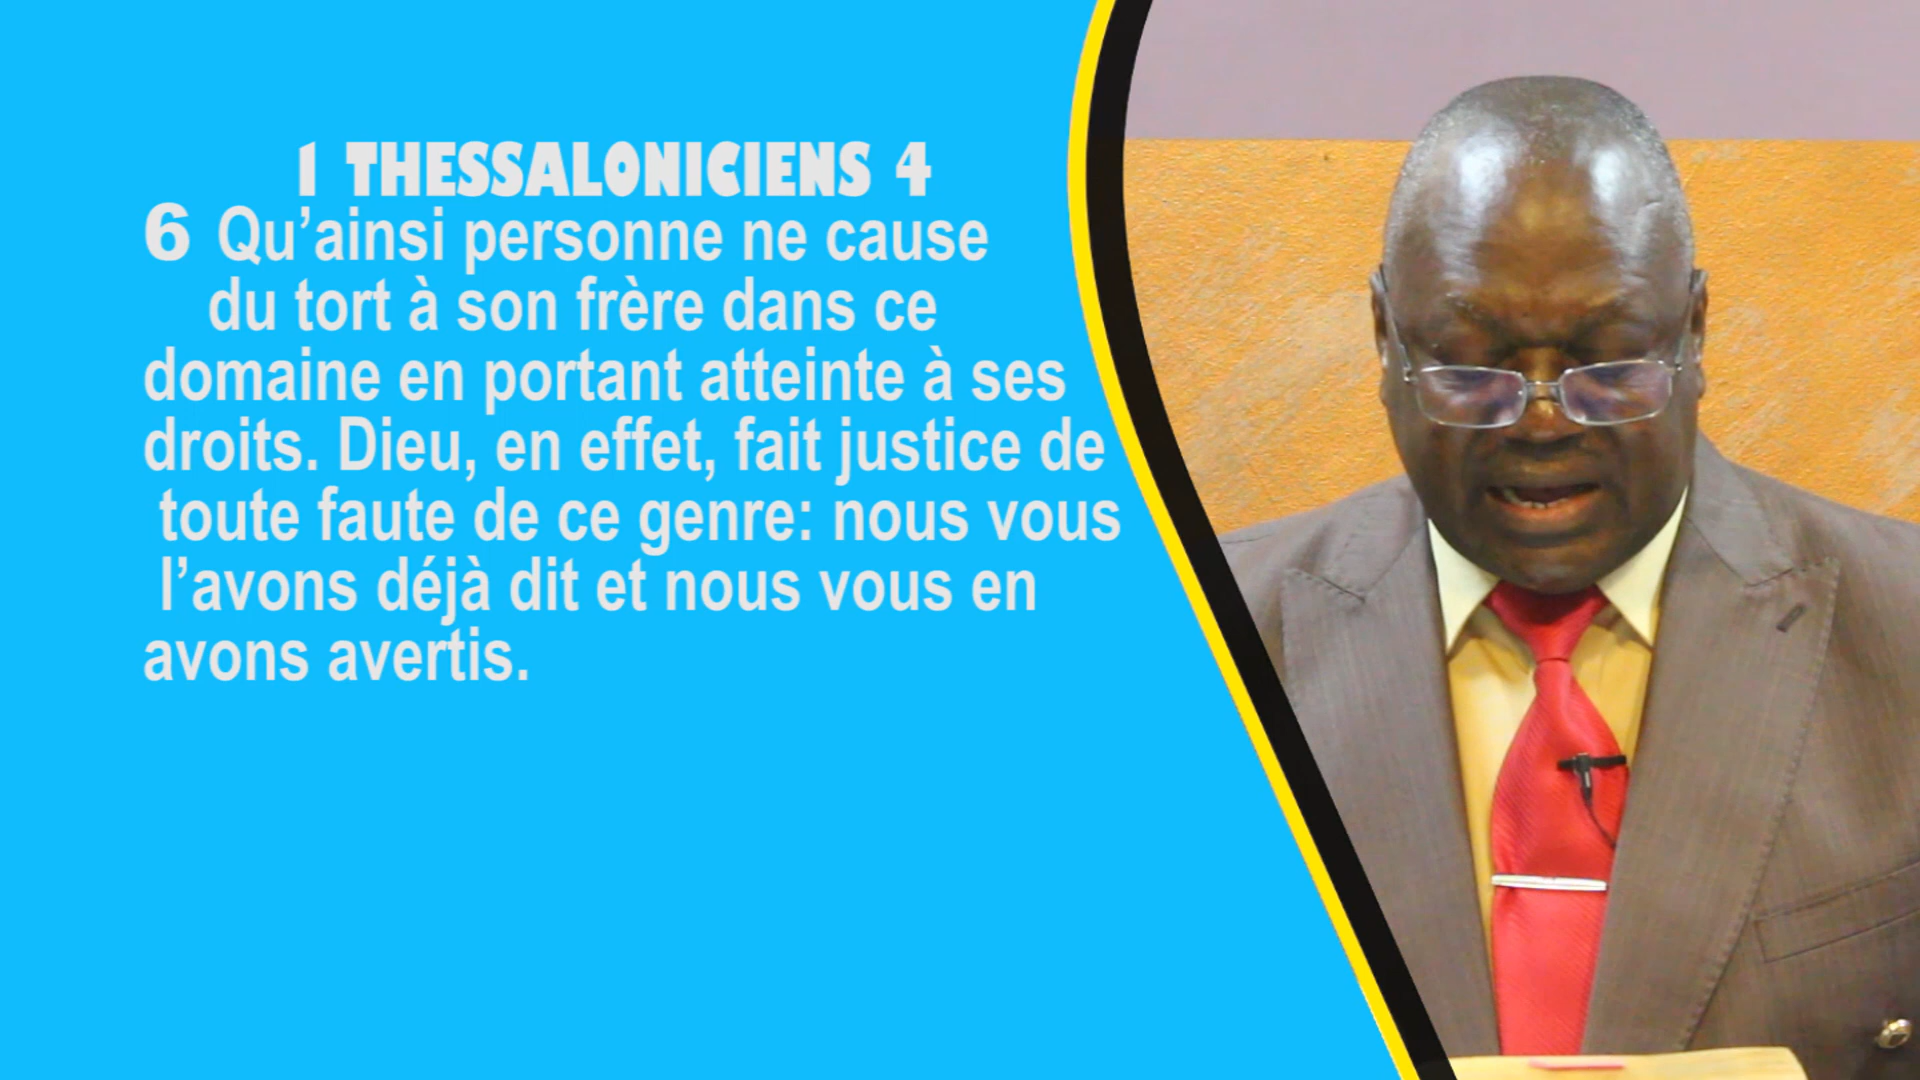 1 THESSALONICIENS 4
6 Qu’ainsi personne ne cause
du tort à son frère dans ce
domaine en portant atteinte à ses
droits. Dieu, en effet, fait justice de
toute faute de ce genre: nous vous
l’avons déjà dit et nous vous en
avons avertis.